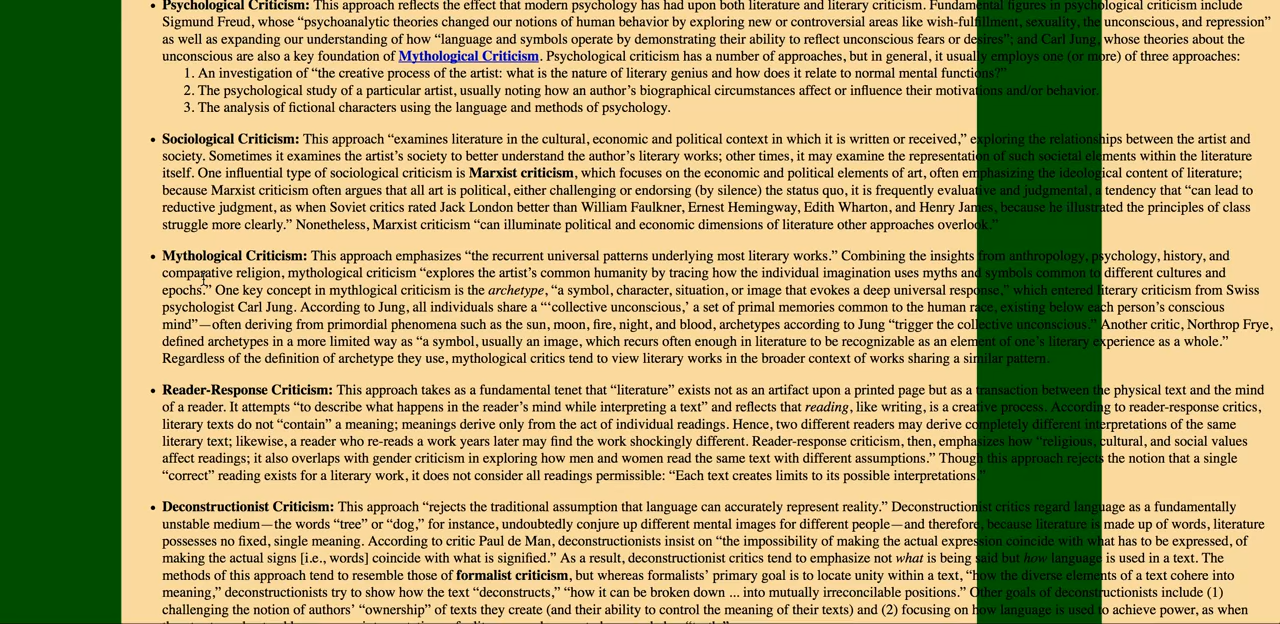 • Psychological Criticism: This approach reflects the effect that modern psychology has had upon both literature and literary criticism. Fundamental figures in psychological criticism include
Sigmund Freud, whose “psychoanalytic theories changed our notions of human behavior by exploring new or controversial areas like wish-fulfillment, sexuality, the unconscious, and repression”
as well as expanding our understanding of how “language and symbols operate by demonstrating their ability to reflect unconscious fears or desires”; and Carl Jung, whose theories about the
unconscious are also a key foundation of Mythological Criticism. Psychological criticism has a number of approaches, but in general, it usually employs one (or more) of three approaches:
1. An investigation of “the creative process of the artist: what is the nature of literary genius and how does it relate to normal mental functions?”
2. The psychological study of a particular artist, usually noting how an author’s biographical circumstances affect or influence their motivations and/or behavior.
3. The analysis of fictional characters using the language and methods of psychology.
• Sociological Criticism: This approach “examines literature in the cultural, economic and political context in which it is written or received,” exploring the relationships between the artist and
society. Sometimes it examines the artist’s society to better understand the author’s literary works; other times, it may examine the representation of such societal elements within the literature
itself. One influential type of sociological criticism is Marxist criticism, which focuses on the economic and political elements of art, often emphasizing the ideological content of literature;
because Marxist criticism often argues that all art is political, either challenging or endorsing (by silence) the status quo, it is frequently evaluative and judgmental, a tendency that “can lead to
reductive judgment, as when Soviet critics rated Jack London better than William Faulkner, Ernest Hemingway, Edith Wharton, and Henry James, because he illustrated the principles of class
struggle more clearly.” Nonetheless, Marxist criticism “can illuminate political and economic dimensions of literature other approaches overlook.”
• Mythological Criticism: This approach emphasizes “the recurrent universal patterns underlying most literary works.” Combining the insights from anthropology, psychology, history, and
comparative religion, mythological criticism “explores the artist’s common humanity by tracing how the individual imagination uses myths and symbols common to different cultures and
epochs.” One key concept in mythlogical criticism is the archetype, “a symbol, character, situation, or image that evokes a deep universal response,” which entered literary criticism from Swiss
psychologist Carl Jung. According to Jung, all individuals share a “‘collective unconscious,’ a set of primal memories common to the human race, existing below each person’s conscious
mind”—often deriving from primordial phenomena such as the sun, moon, fire, night, and blood, archetypes according to Jung “trigger the collective unconscious.” Another critic, Northrop Frye,
defined archetypes in a more limited way as “a symbol, usually an image, which recurs often enough in literature to be recognizable as an element of one’s literary experience as a whole.”
Regardless of the definition of archetype they use, mythological critics tend to view literary works in the broader context of works sharing a similar pattern.
• Reader-Response Criticism: This approach takes as a fundamental tenet that “literature” exists not as an artifact upon a printed page but as a transaction between the physical text and the mind
of a reader. It attempts “to describe what happens in the reader’s mind while interpreting a text” and reflects that reading, like writing, is a creative process. According to reader-response critics,
literary texts do not “contain” a meaning; meanings derive only from the act of individual readings. Hence, two different readers may derive completely different interpretations of the same
literary text; likewise, a reader who re-reads a work years later may find the work shockingly different. Reader-response criticism, then, emphasizes how “religious, cultural, and social values
affect readings; it also overlaps with gender criticism in exploring how men and women read the same text with different assumptions.” Though this approach rejects the notion that a single
“correct” reading exists for a literary work, it does not consider all readings permissible: “Each text creates limits to its possible interpretations.”
• Deconstructionist Criticism: This approach “rejects the traditional assumption that language can accurately represent reality.” Deconstructionist critics regard language as a fundamentally
unstable medium—the words “tree” or “dog,” for instance, undoubtedly conjure up different mental images for different people—and therefore, because literature is made up of words, literature
possesses no fixed, single meaning. According to critic Paul de Man, deconstructionists insist on “the impossibility of making the actual expression coincide with what has to be expressed, of
making the actual signs [i.e., words] coincide with what is signified.” As a result, deconstructionist critics tend to emphasize not what is being said but how language is used in a text. The
methods of this approach tend to resemble those of formalist criticism, but whereas formalists’ primary goal is to locate unity within a text, “how the diverse elements of a text cohere into
meaning,” deconstructionists try to show how the text “deconstructs,” “how it can be broken down ... into mutually irreconcilable positions.” Other goals of deconstructionists include (1)
challenging the notion of authors’ “ownership” of texts they create (and their ability to control the meaning of their texts) and (2) focusing on how language is used to achieve power, as when